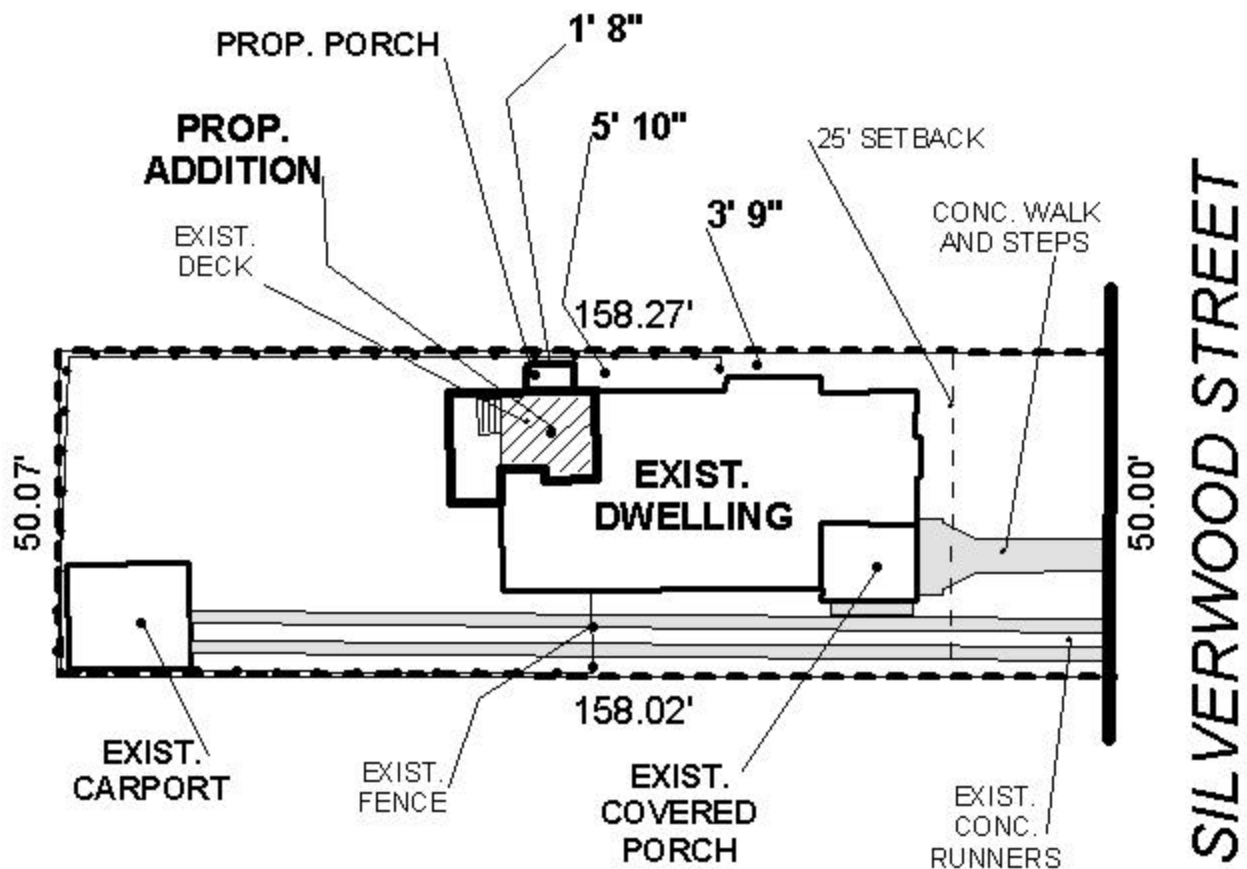 1' 8"
PROP. PORCH
PROP.
ADDITION
5' 10"
25' SETBACK
3' 9"
CONC. WALK
AND STEPS
EXIST.
DECK
158.27'
SILVERWOOD STREET
50.07'
EXIST.
DWELLING
50.00'
158.02'
EXIST.
CARPORT
EXIST.
FENCE
EXIST.
COVERED
PORCH
EXIST.
CONC.
RUNNERS